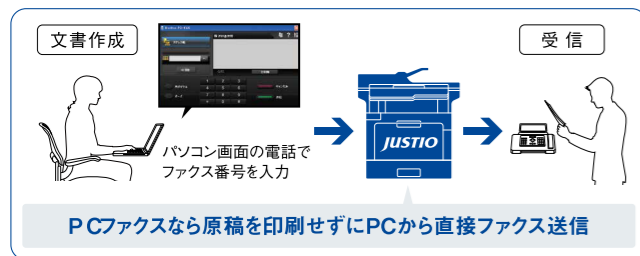 文書作成
受信
パソコン画面の電話で
ファクス番号を入力
JUSTIO
PCファクスなら原稿を印刷せずにPCから直接ファクス送信